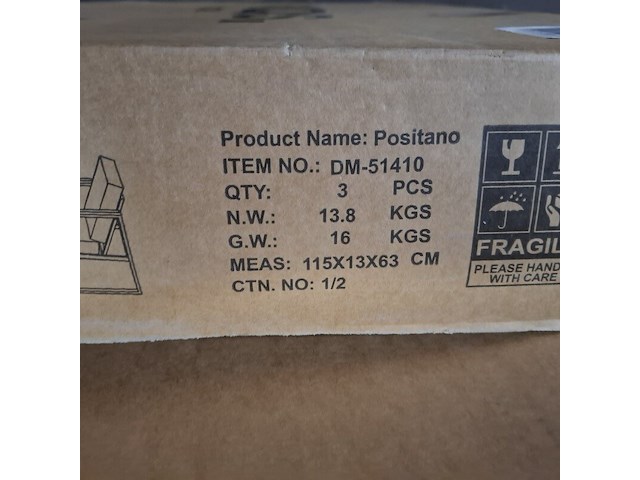 Product Name: Positano
ITEM NO.: DM-51410
QTY: 3 PCS
N.W.: 13.8 KGS
G.W.: 16 KGS
MEAS: 115X13X63 CM
CTN. NO: 1/2
FRAGIL
PLEASE HAND
WITH CARE